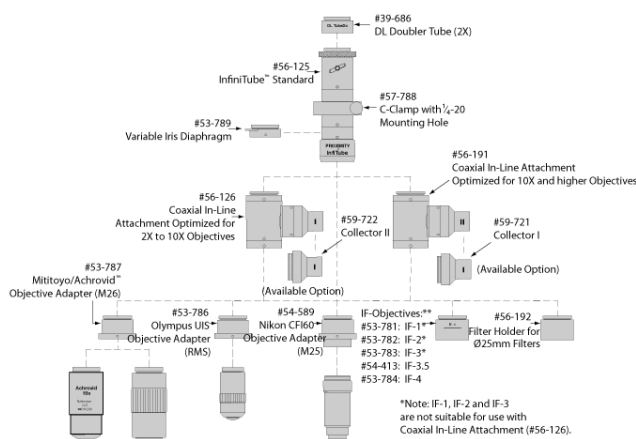 #39-686
DL Doubler Tube (2X)
#56-125
InfiniTube™ Standard
#57-788
C-Clamp with ¼-20
Mounting Hole
#53-789
Variable Iris Diaphragm
PROXIMITY
InfiTube
#56-191
Coaxial In-Line Attachment
Optimized for 10X and higher Objectives
#56-126
Coaxial In-Line
Attachment Optimized for
2X to 10X Objectives
I
II
#59-722
Collector II
#59-721
Collector I
I
I
(Available Option)
(Available Option)
#53-787
Mititoyo/Achrovid™
Objective Adapter (M26)
#53-786
Olympus UIS
Objective Adapter
(RMS)
#54-589
Nikon CFI60
Objective Adapter
(M25)
IF-Objectives:**
#53-781: IF-1*
#53-782: IF-2*
#53-783: IF-3*
#54-413: IF-3.5
#53-784: IF-4
#56-192
Filter Holder for
Ø25mm Filters
Achrovid
10x
*Note: IF-1, IF-2 and IF-3
are not suitable for use with
Coaxial In-Line Attachment (#56-126).